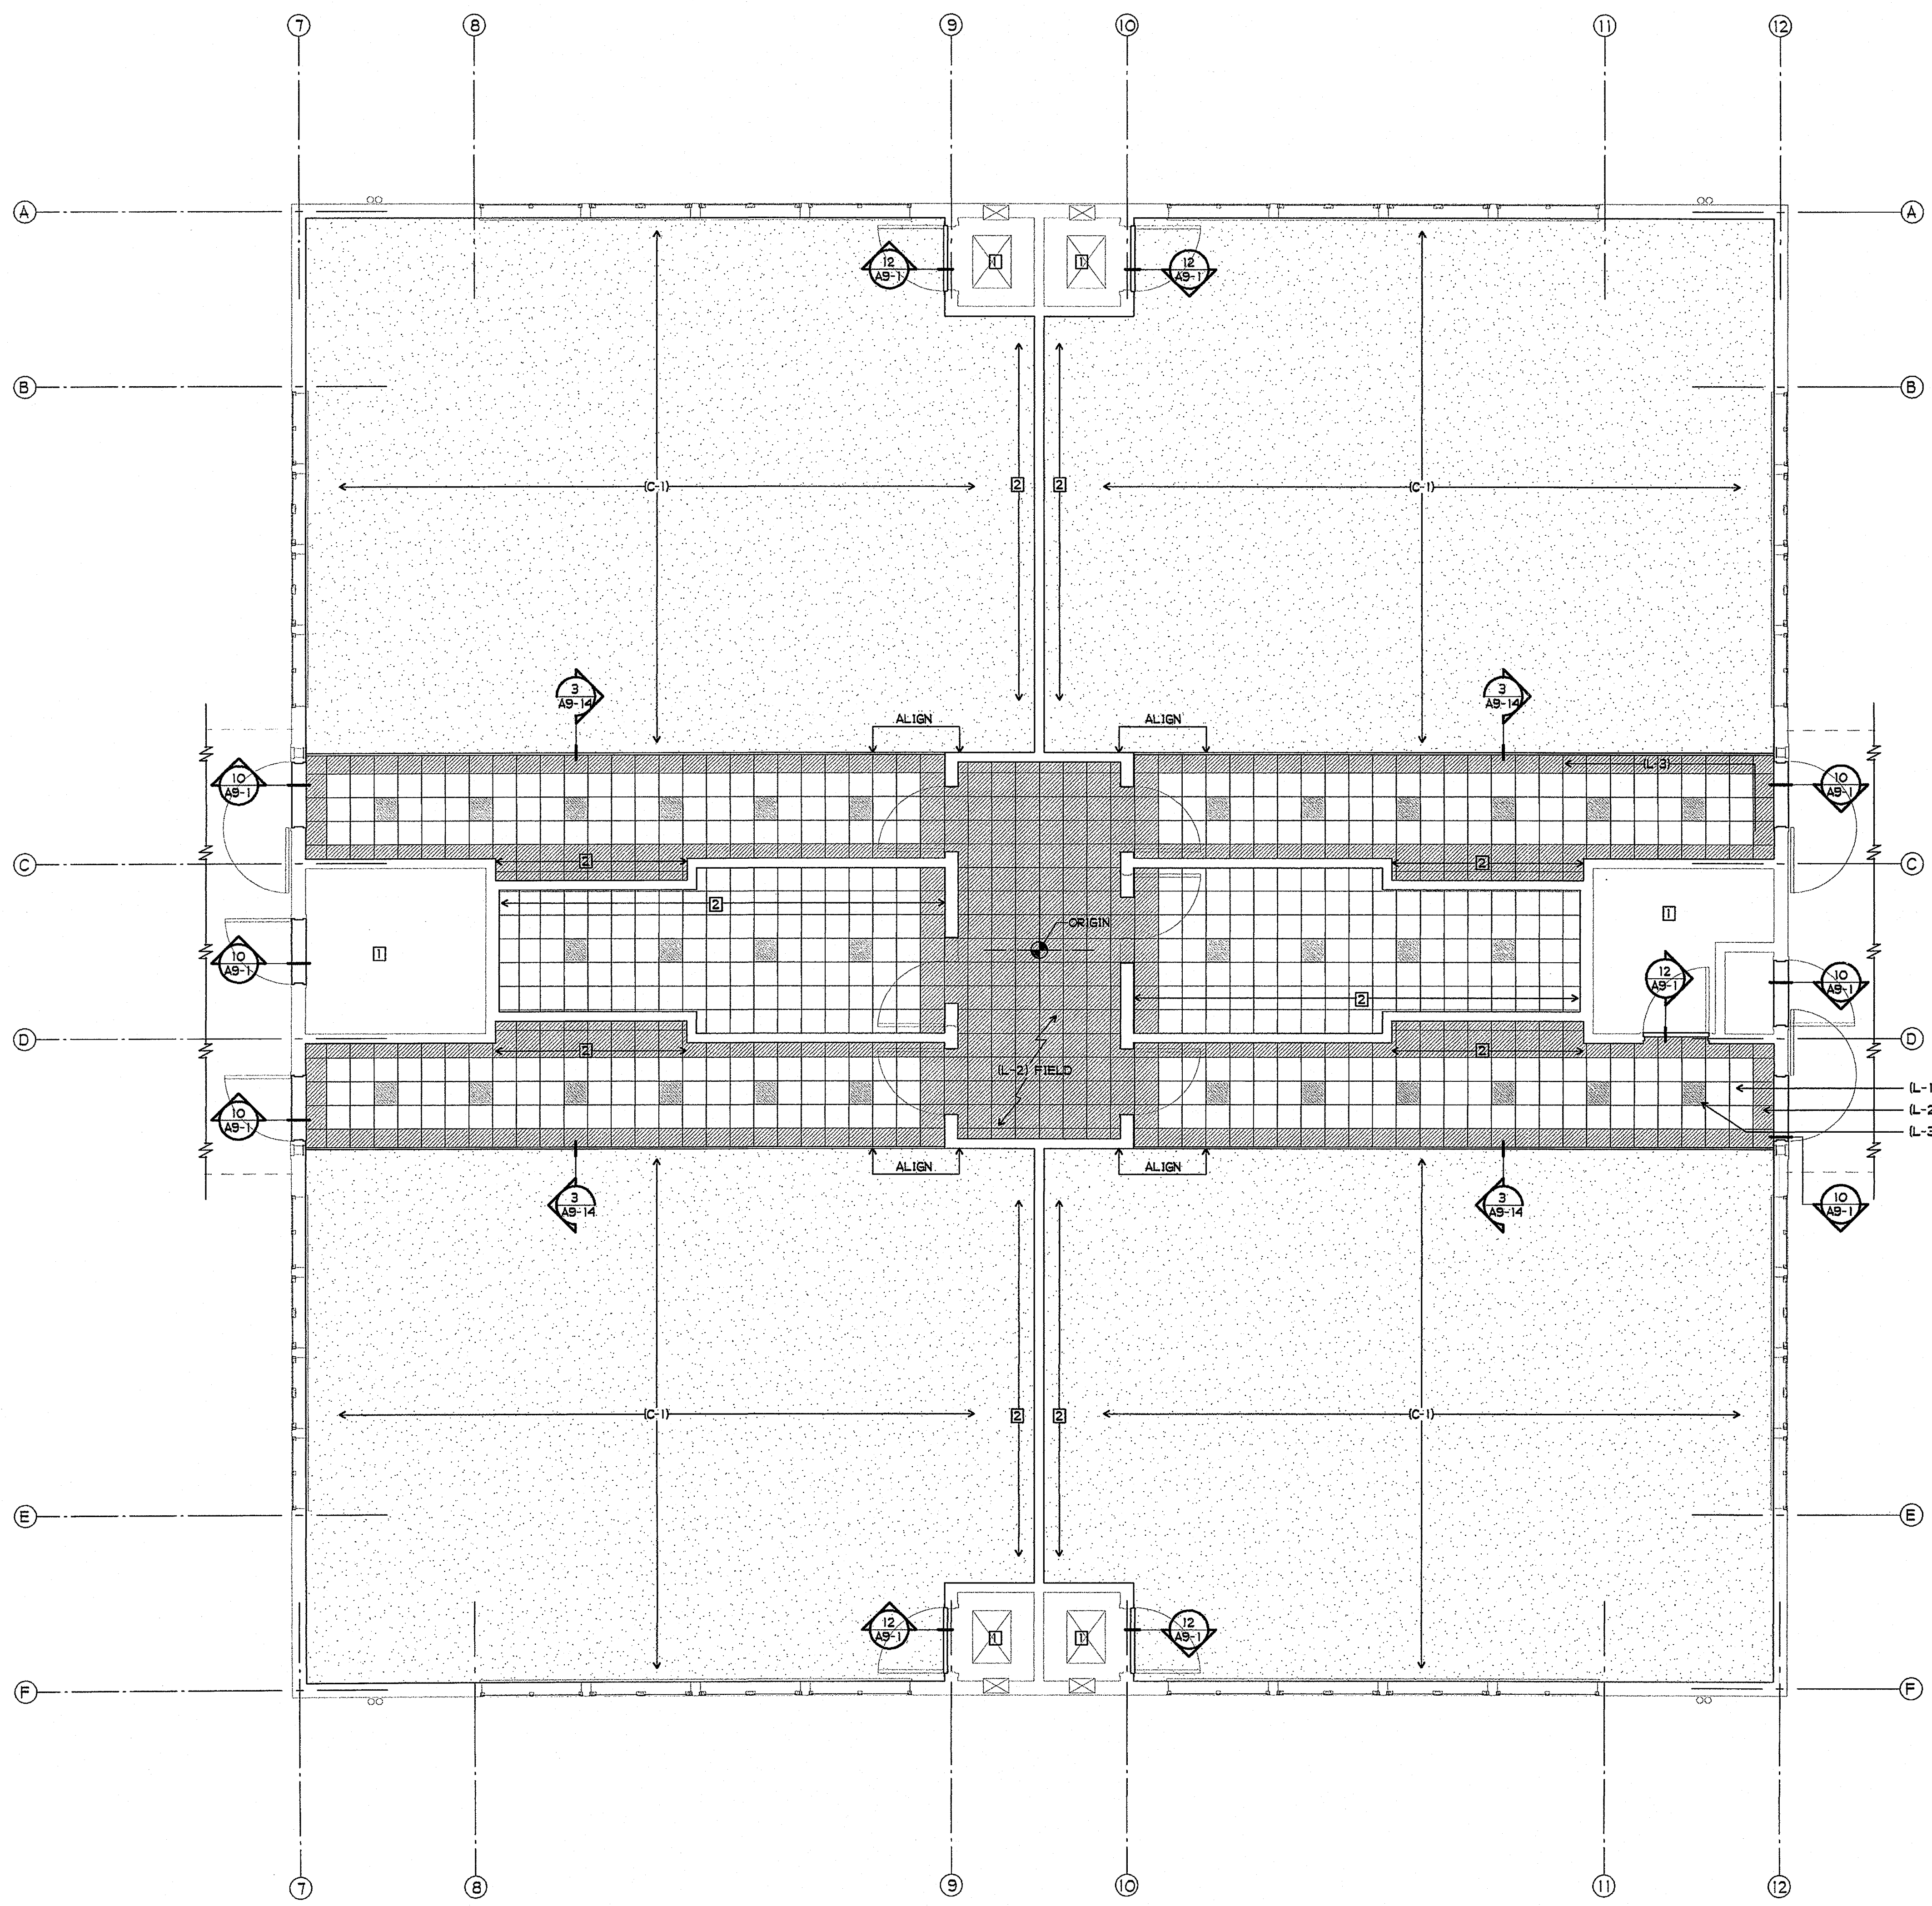 7 8 9 10 11 12
A A
12 12
A9-1 A9-1
1 1
B B
2 2
(C-1) (C-1)
3 3
A9-14 A9-14
ALIGN ALIGN
(L-3)
10 10
A9-1 A9-1
C 2 2 C
2
1
ORIGIN
1
10 12 10
A9-1 A9-1 A9-1
2
D 2 2 D
(L-2) FIELD
(L-1
(L-2
(L-3
10
A9-1
ALIGN ALIGN
3 3 10
A9-14 A9-14 A9-1
(C-1) 2 2 (C-1)
E E
12 12
A9-1 A9-1
1 1
F F
7 8 9 10 11 12